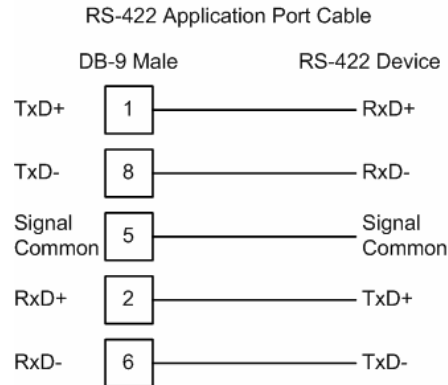 RS-422 Application Port Cable
DB-9 Male RS-422 Device
TxD+ 1 RxD+
TxD- 8 RxD-
Signal Common 5 Signal Common
RxD+ 2 TxD+
RxD- 6 TxD-